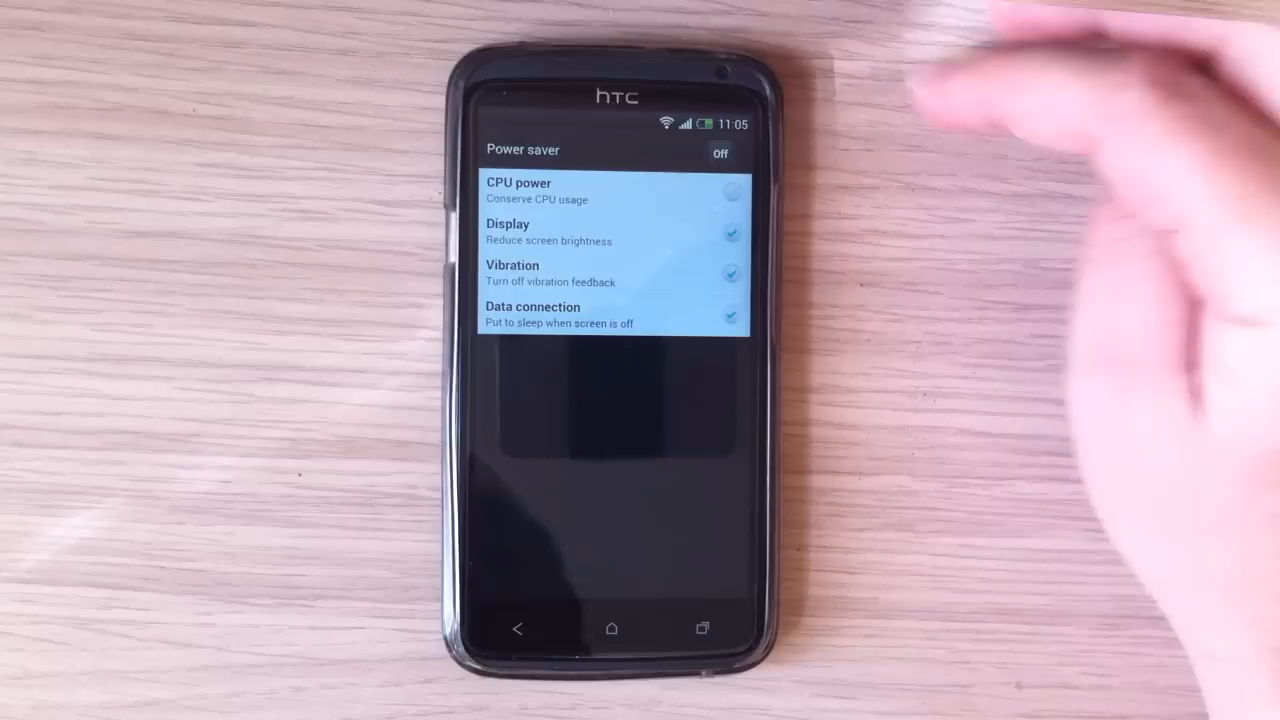 hTC
11:05
Power saver
Off
CPU power
Conserve CPU usage
Display
Reduce screen brightness
Vibration
Turn off vibration feedback
Data connection
Put to sleep when screen is off